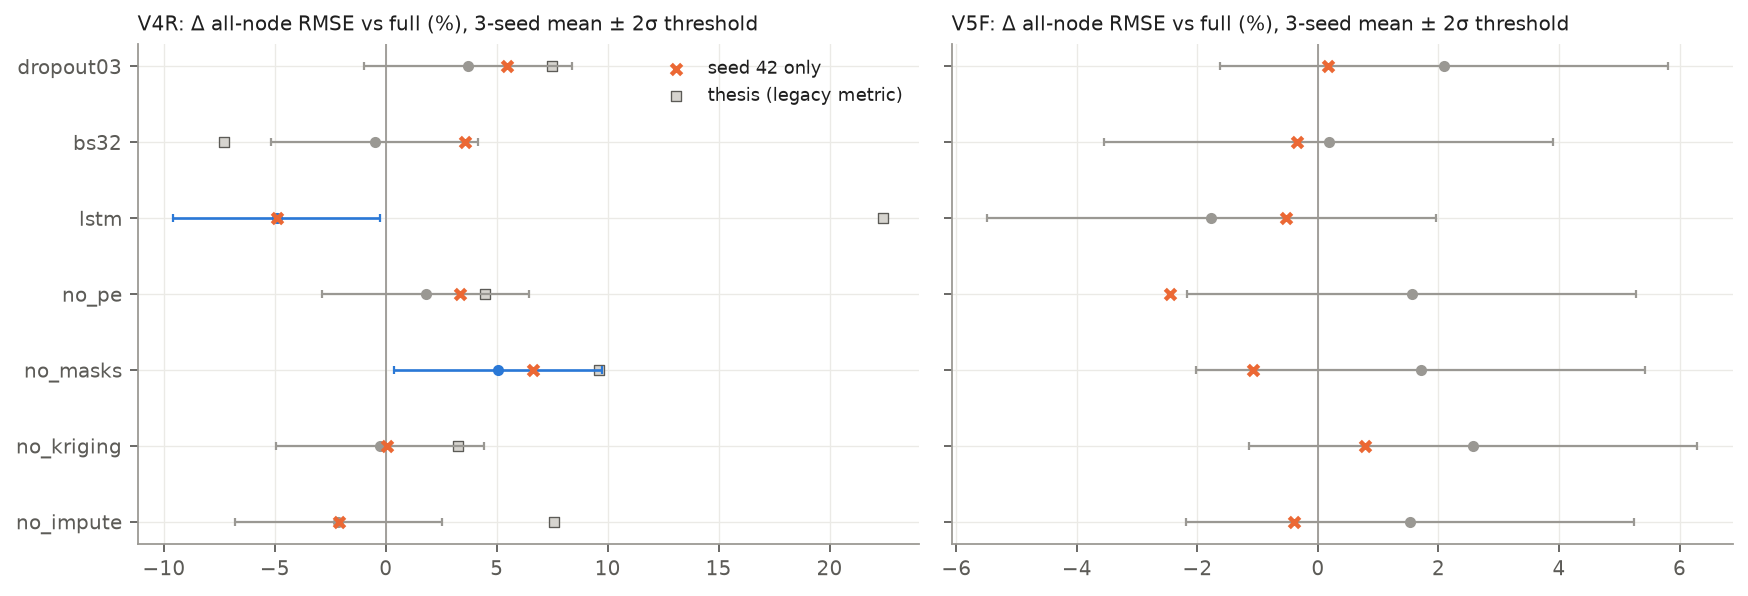 V4R: Δ all-node RMSE vs full (%), 3-seed mean ± 2σ threshold
V5F: Δ all-node RMSE vs full (%), 3-seed mean ± 2σ threshold
seed 42 only
thesis (legacy metric)
dropout03
bs32
lstm
no_pe
no_masks
no_kriging
no_impute
−10 −5 0 5 10 15 20
−6 −4 −2 0 2 4 6